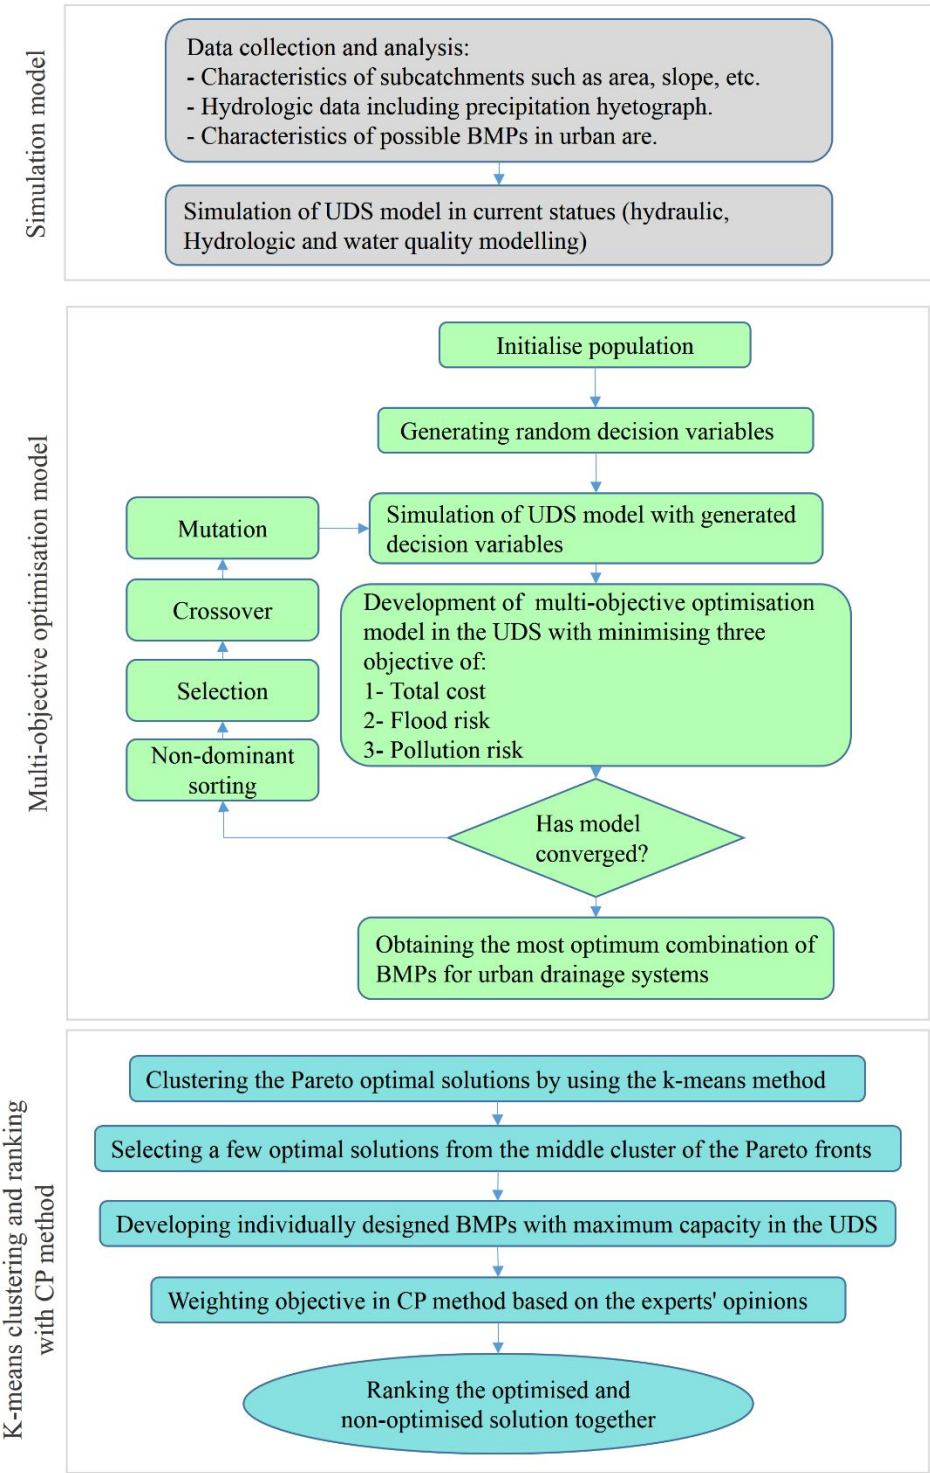 Simulation model
Data collection and analysis:
- Characteristics of subcatchments such as area, slope, etc.
- Hydrologic data including precipitation hyetograph.
- Characteristics of possible BMPs in urban are.
Simulation of UDS model in current statues (hydraulic,
Hydrologic and water quality modelling)
Multi-objective optimisation model
Initialise population
Generating random decision variables
Simulation of UDS model with generated
decision variables
Mutation
Crossover
Selection
Non-dominant
sorting
Development of multi-objective optimisation
model in the UDS with minimising three
objective of:
1- Total cost
2- Flood risk
3- Pollution risk
Has model
converged?
Obtaining the most optimum combination of
BMPs for urban drainage systems
K-means clustering and ranking
with CP method
Clustering the Pareto optimal solutions by using the k-means method
Selecting a few optimal solutions from the middle cluster of the Pareto fronts
Developing individually designed BMPs with maximum capacity in the UDS
Weighting objective in CP method based on the experts' opinions
Ranking the optimised and
non-optimised solution together